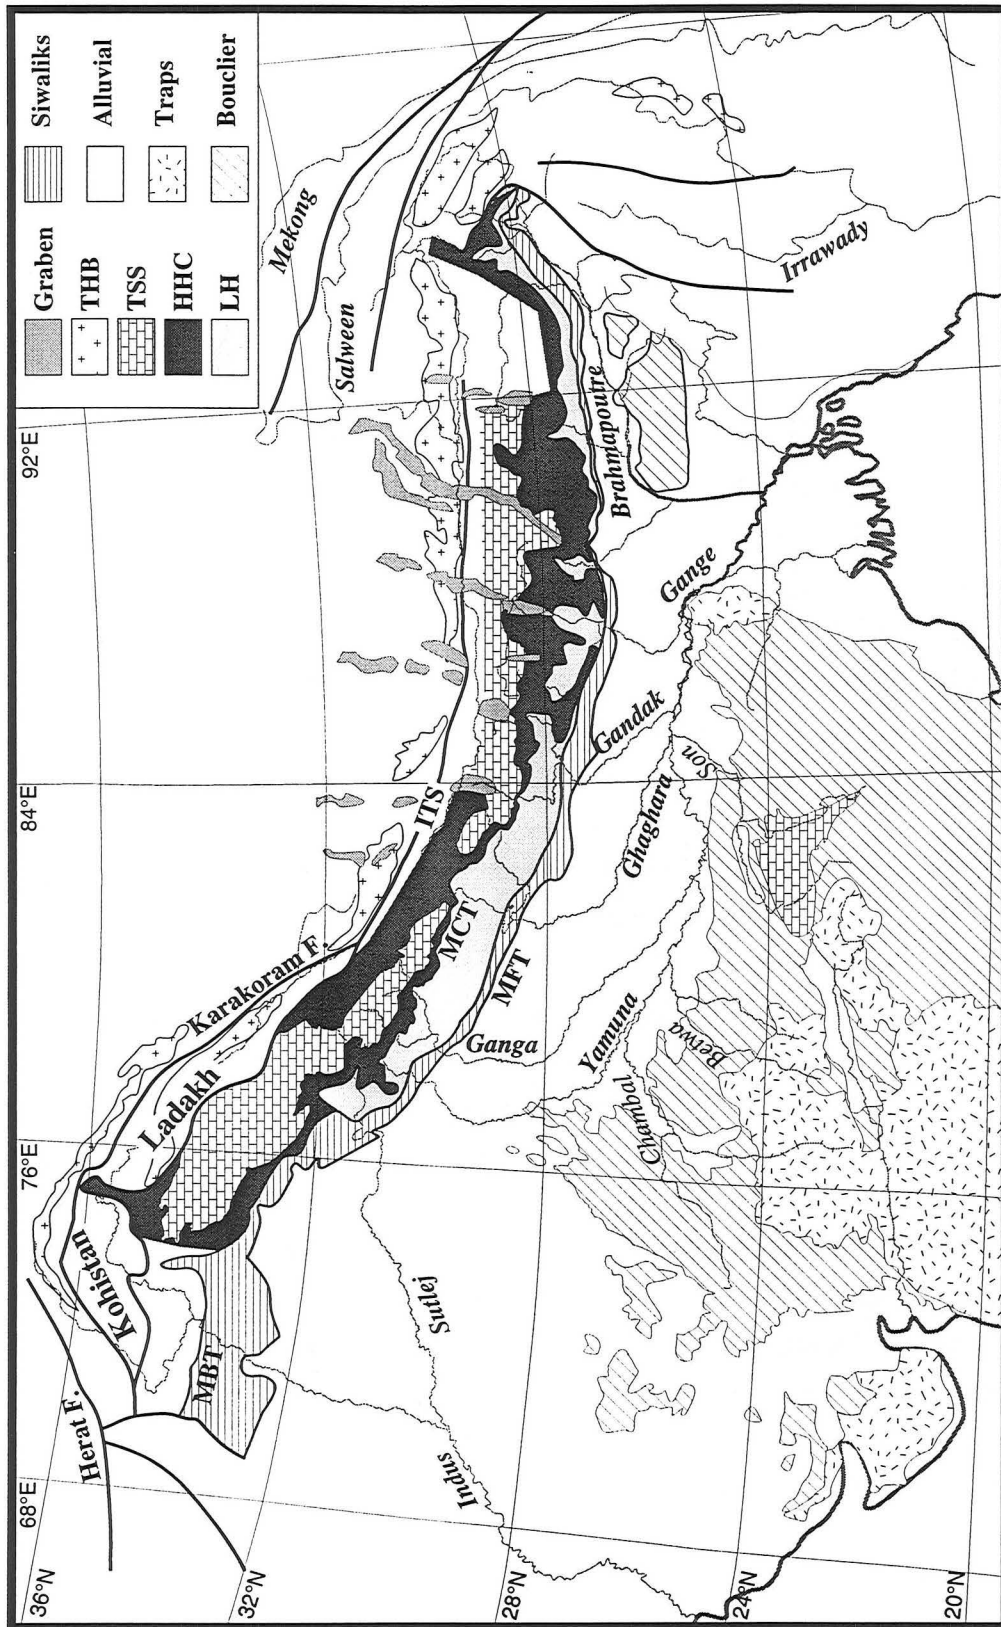 Graben
THB
TSS
HHC
LH
Siwaliks
Alluvial
Traps
Bouclier
68°E
76°E
84°E
92°E
36°N
32°N
28°N
24°N
20°N
Herat F.
Kohistan
Ladakh
Karakoram F.
ITS
Salween
Mekong
MBT
MCT
MFT
Brahmapoutre
Irrawady
Indus
Sutlej
Ganga
Yamuna
Chambal
Betwa
Ghaghara
Son
Gandak
Gange